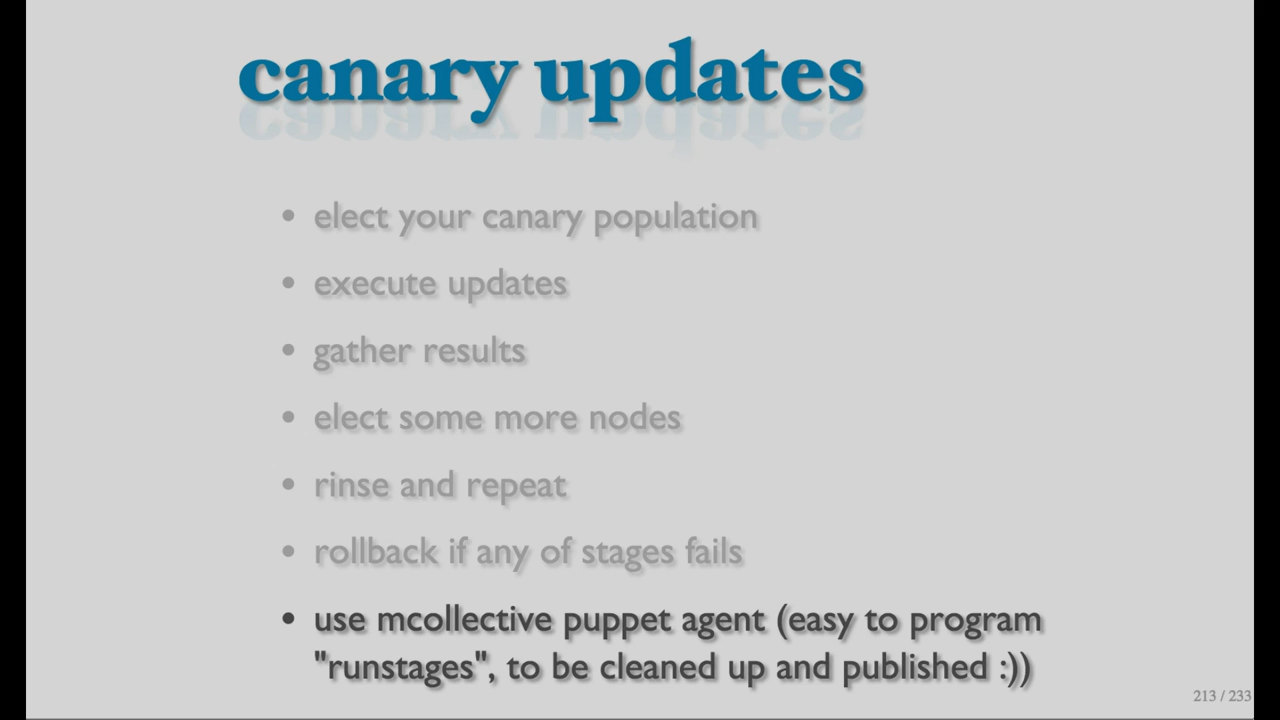 canary updates
• elect your canary population
• execute updates
• gather results
• elect some more nodes
• rinse and repeat
• rollback if any of stages fails
• use mcollective puppet agent (easy to program
"runstages", to be cleaned up and published :))
213 / 233